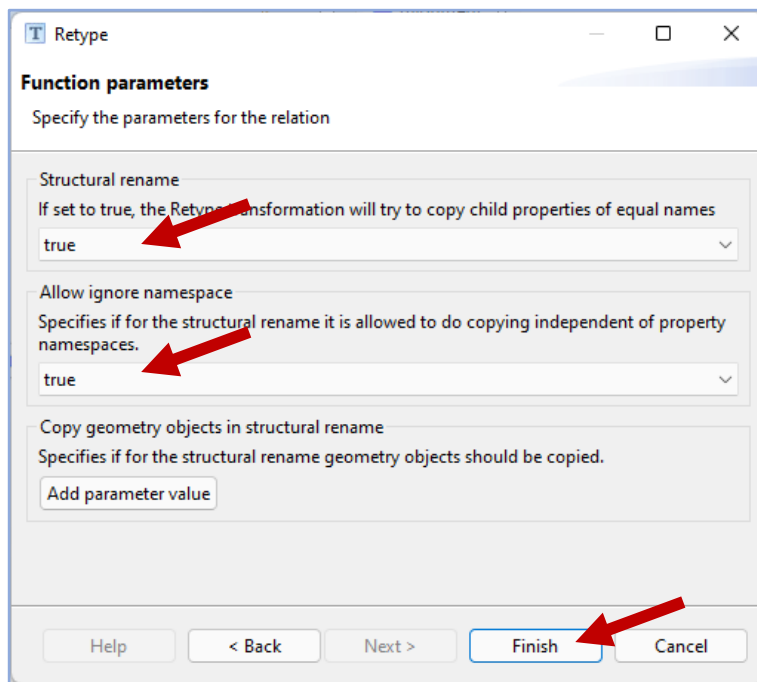 Retype
Function parameters
Specify the parameters for the relation
Structural rename
If set to true, the Retype transformation will try to copy child properties of equal names
true
Allow ignore namespace
Specifies if for the structural rename it is allowed to do copying independent of property
namespaces.
true
Copy geometry objects in structural rename
Specifies if for the structural rename geometry objects should be copied.
Add parameter value
Help
< Back
Next >
Finish
Cancel